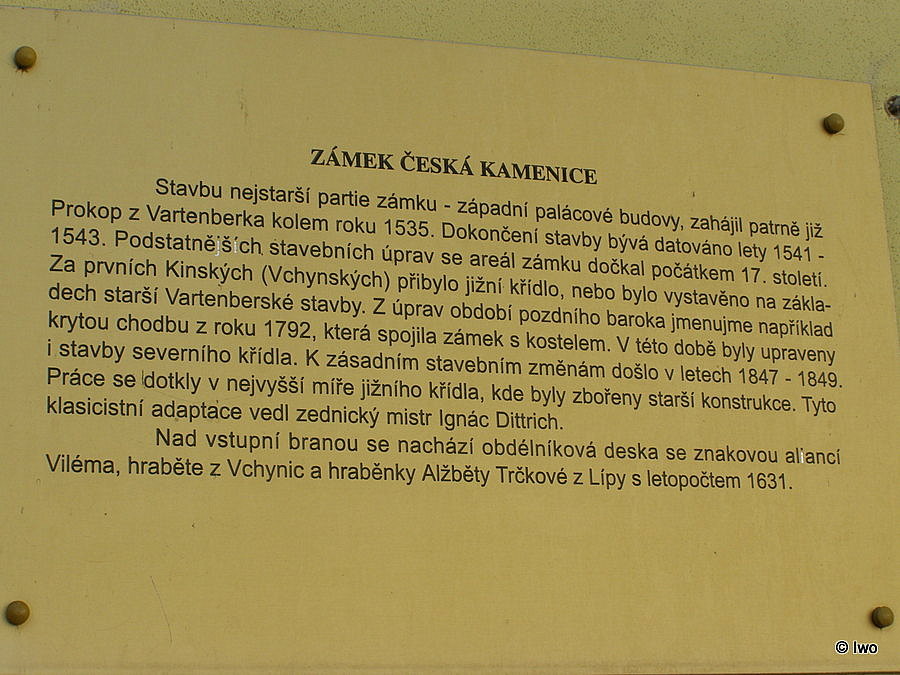 ZÁMEK ČESKÁ KAMENICE
Stavbu nejstarší partie zámku - západní palácové budovy, zahájil patrně již
Prokop z Vartenberka kolem roku 1535. Dokončení stavby bývá datováno lety 1541 -
1543. Podstatnějších stavebních úprav se areál zámku dočkal počátkem 17. století.
Za prvních Kinských (Vchynských) přibylo jižní křídlo, nebo bylo vystavěno na zákla-
dech starší Vartenberské stavby. Z úprav období pozdního baroka jmenujme například
krytou chodbu z roku 1792, která spojila zámek s kostelem. V této době byly upraveny
i stavby severního křídla. K zásadním stavebním změnám došlo v letech 1847 - 1849.
Práce se dotkly v nejvyšší míře jižního křídla, kde byly zbořeny starší konstrukce. Tyto
klasicistní adaptace vedl zednický mistr Ignác Dittrich.
Nad vstupní branou se nachází obdélníková deska se znakovou aliancí
Viléma, hraběte z Vchynic a hraběnky Alžběty Trčkové z Lípy s letopočtem 1631.
© Iwo